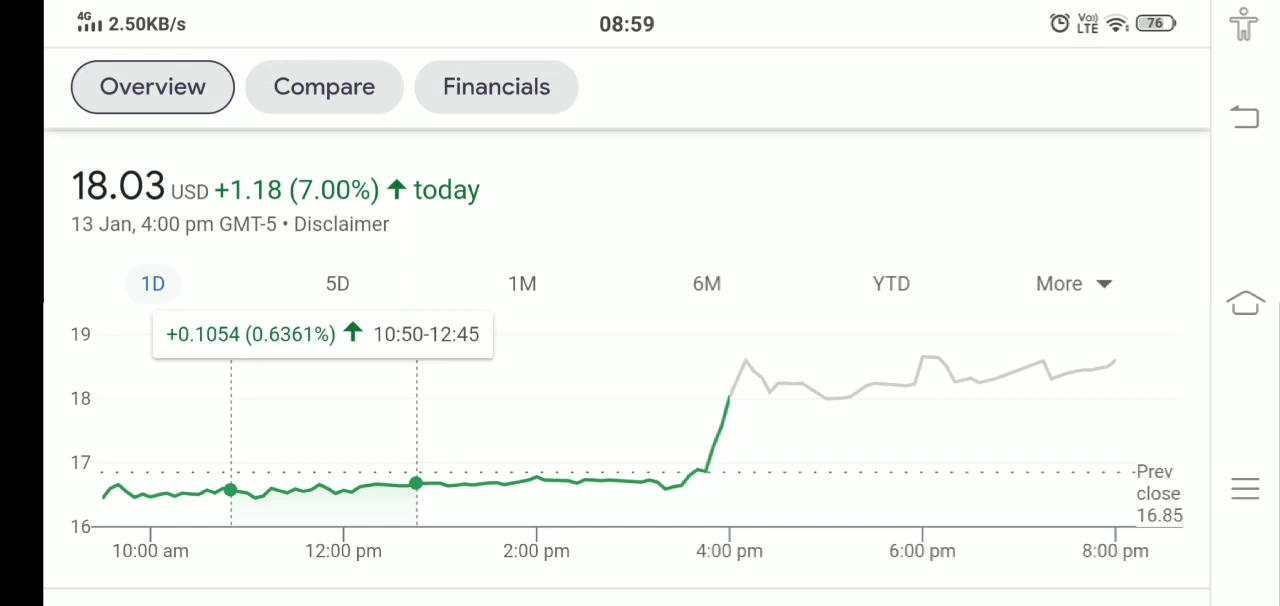 4G 2.50KB/s 08:59 Vo)) LTE 76
Overview Compare Financials
18.03 USD +1.18 (7.00%) ↑ today
13 Jan, 4:00 pm GMT-5 • Disclaimer
1D 5D 1M 6M YTD More
+0.1054 (0.6361%) ↑ 10:50-12:45
19
18
17
Prev
close
16.85
16
10:00 am 12:00 pm 2:00 pm 4:00 pm 6:00 pm 8:00 pm